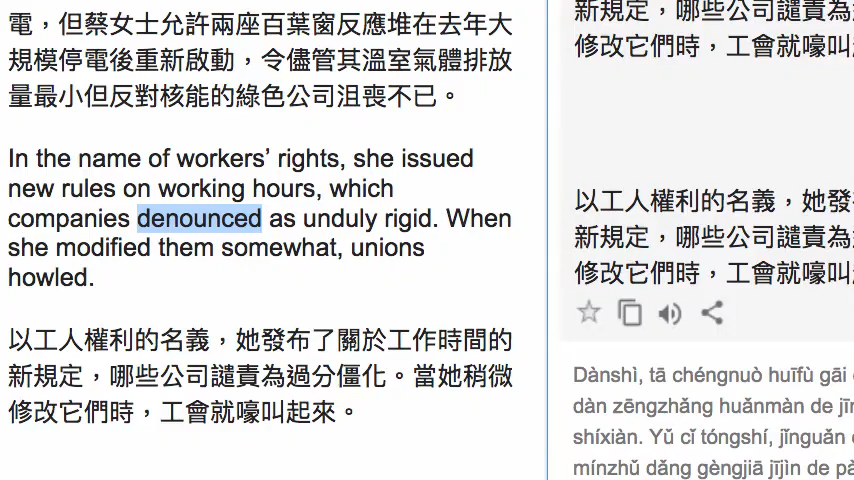 電，但蔡女士允許兩座百葉窗反應堆在去年大
規模停電後重新啟動，令儘管其溫室氣體排放
量最小但反對核能的綠色公司沮喪不已。
In the name of workers’ rights, she issued
new rules on working hours, which
companies denounced as unduly rigid. When
she modified them somewhat, unions
howled.
以工人權利的名義，她發布了關於工作時間的
新規定，哪些公司譴責為過分僵化。當她稍微
修改它們時，工會就嚎叫起來。
新規定，哪些公司譴責為
修改它們時，工會就嚎叫
以工人權利的名義，她發
新規定，哪些公司譴責為
修改它們時，工會就嚎叫
Dànshì, tā chéngnuò huīfù gāi
dàn zēngzhǎng huǎnmàn de
shíxiàn. Yǔ cǐ tóngshí, jǐnguǎn
mínzhǔ dǎng gèngjiā jījìn de